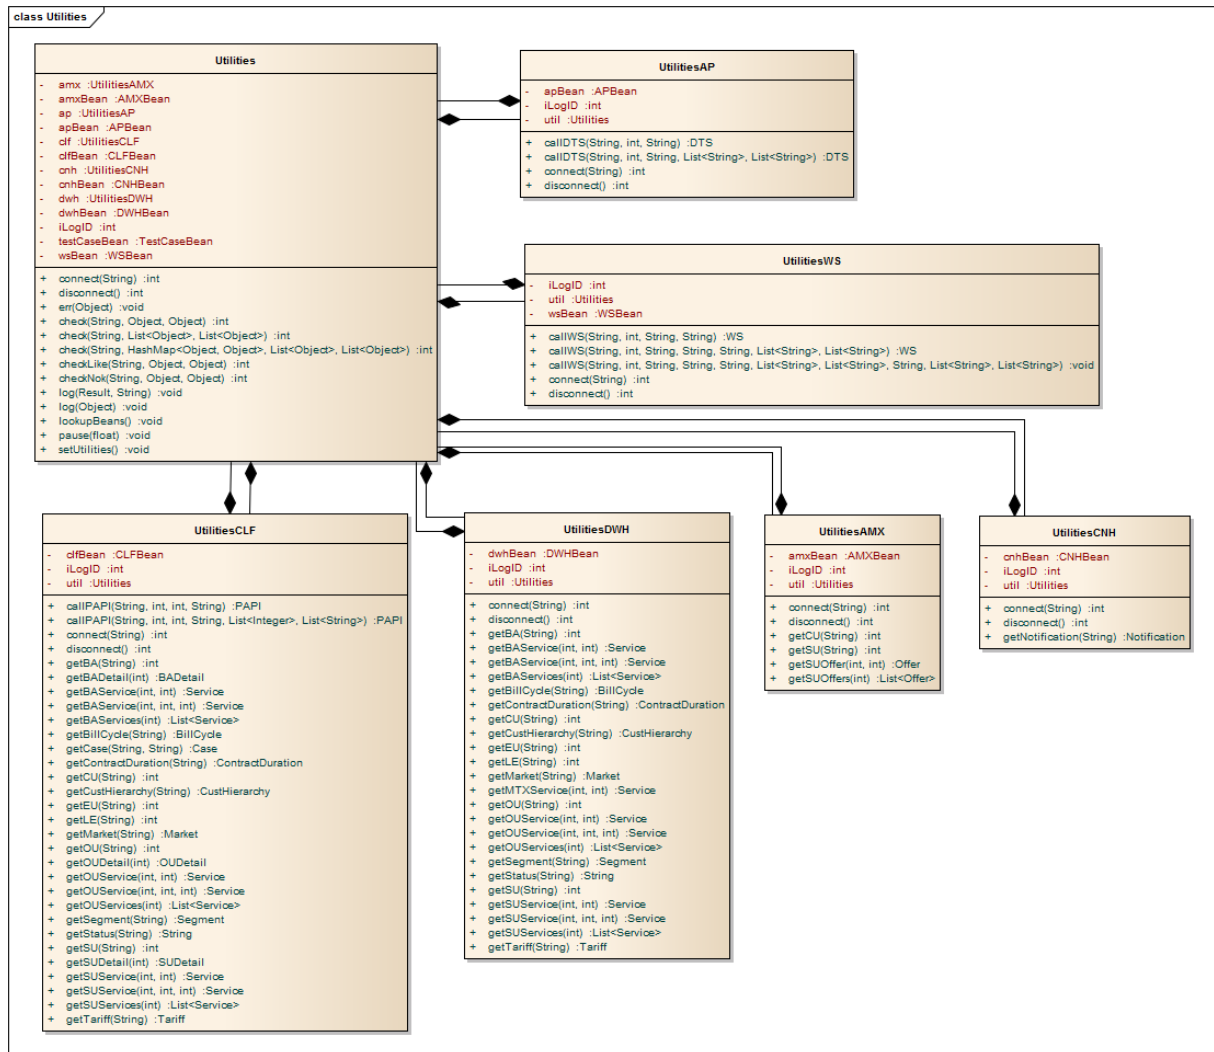 class Utilities
Utilities
- amx :UtilitiesAMX
- amxBean :AMXBean
- ap :UtilitiesAP
- apBean :APBean
- clf :UtilitiesCLF
- clfBean :CLFBean
- cnh :UtilitiesCNH
- cnhBean :CNHBean
- dwh :UtilitiesDWH
- dwhBean :DWHBean
- iLogID :int
- testCaseBean :TestCaseBean
- wsBean :WSBean
+ connect(String) :int
+ disconnect() :int
+ err(Object) :void
+ check(String, Object, Object) :int
+ check(String, List<Object>, List<Object>) :int
+ check(String, HashMap<Object, Object>, List<Object>, List<Object>) :int
+ checkLike(String, Object, Object) :int
+ checkNok(String, Object, Object) :int
+ log(Result, String) :void
+ log(Object) :void
+ lookupBeans() :void
+ pause(float) :void
+ setUtilities() :void
UtilitiesAP
- apBean :APBean
- iLogID :int
- util :Utilities
+ callDTS(String, int, String) :DTS
+ callDTS(String, int, String, List<String>, List<String>) :DTS
+ connect(String) :int
+ disconnect() :int
UtilitiesWS
- iLogID :int
- util :Utilities
- wsBean :WSBean
+ callWS(String, int, String, String) :WS
+ callWS(String, int, String, String, String, List<String>, List<String>) :WS
+ callWS(String, int, String, String, String, List<String>, List<String>, String, List<String>, List<String>) :void
+ connect(String) :int
+ disconnect() :int
UtilitiesCLF
- clfBean :CLFBean
- iLogID :int
- util :Utilities
+ callPAPI(String, int, int, String) :PAPI
+ callPAPI(String, int, int, String, List<Integer>, List<String>) :PAPI
+ connect(String) :int
+ disconnect() :int
+ getBA(String) :int
+ getBADetail(int) :BADetail
+ getBAService(int, int) :Service
+ getBAService(int, int, int) :Service
+ getBAServices(int) :List<Service>
+ getBillCycle(String) :BillCycle
+ getCase(String, String) :Case
+ getContractDuration(String) :ContractDuration
+ getCU(String) :int
+ getCustHierarchy(String) :CustHierarchy
+ getEU(String) :int
+ getLE(String) :int
+ getMarket(String) :Market
+ getOU(String) :int
+ getOUDetail(int) :OUDetail
+ getOUService(int, int) :Service
+ getOUService(int, int, int) :Service
+ getOUServices(int) :List<Service>
+ getSegment(String) :Segment
+ getStatus(String) :String
+ getSU(String) :int
+ getSUDetail(int) :SUDetail
+ getSUService(int, int) :Service
+ getSUService(int, int, int) :Service
+ getSUServices(int) :List<Service>
+ getTariff(String) :Tariff
UtilitiesDWH
- dwhBean :DWHBean
- iLogID :int
- util :Utilities
+ connect(String) :int
+ disconnect() :int
+ getBA(String) :int
+ getBAService(int, int) :Service
+ getBAService(int, int, int) :Service
+ getBAServices(int) :List<Service>
+ getBillCycle(String) :BillCycle
+ getContractDuration(String) :ContractDuration
+ getCU(String) :int
+ getCustHierarchy(String) :CustHierarchy
+ getEU(String) :int
+ getLE(String) :int
+ getMarket(String) :Market
+ getMTXService(int, int) :Service
+ getOU(String) :int
+ getOUService(int, int) :Service
+ getOUService(int, int, int) :Service
+ getOUServices(int) :List<Service>
+ getSegment(String) :Segment
+ getStatus(String) :String
+ getSU(String) :int
+ getSUService(int, int) :Service
+ getSUService(int, int, int) :Service
+ getSUServices(int) :List<Service>
+ getTariff(String) :Tariff
UtilitiesAMX
- amxBean :AMXBean
- iLogID :int
- util :Utilities
+ connect(String) :int
+ disconnect() :int
+ getCU(String) :int
+ getSU(String) :int
+ getSUOffer(int, int) :Offer
+ getSUOffers(int) :List<Offer>
UtilitiesCNH
- cnhBean :CNHBean
- iLogID :int
- util :Utilities
+ connect(String) :int
+ disconnect() :int
+ getNotification(String) :Notification